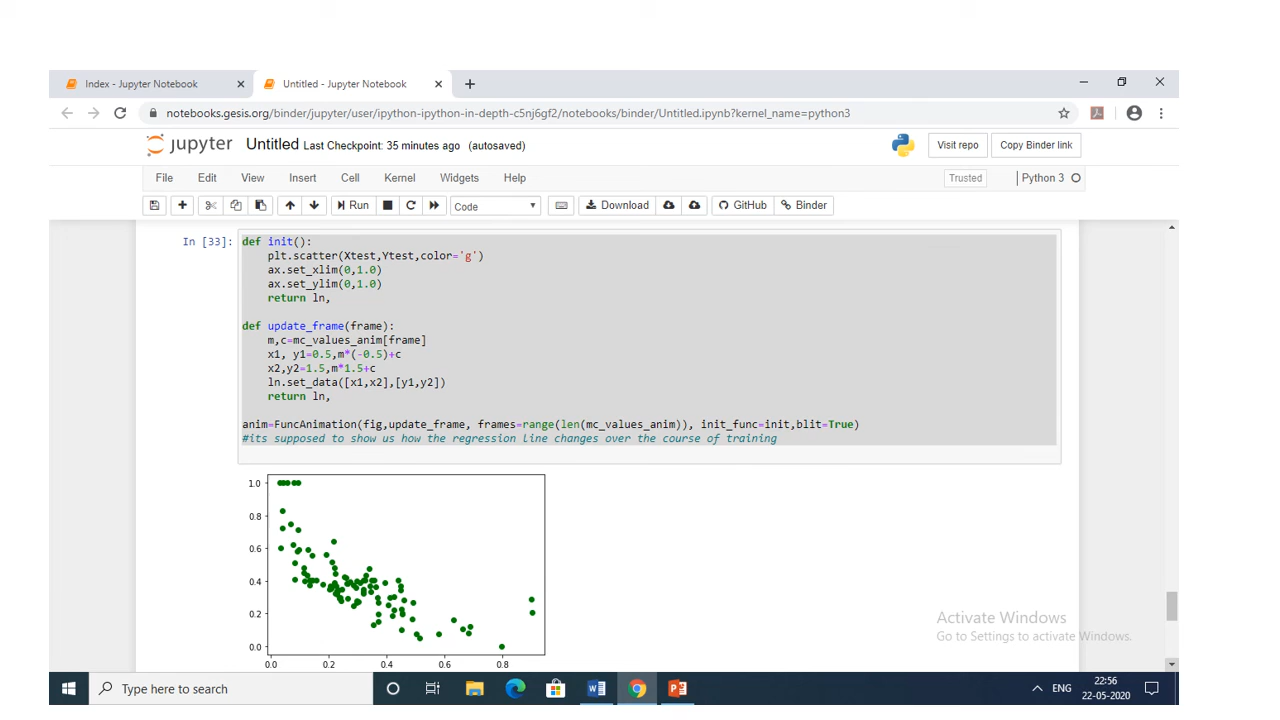 Index - Jupyter Notebook
Untitled - Jupyter Notebook
notebooks.gesis.org/binder/jupyter/user/ipython-ipython-in-depth-c5nj6gf2/notebooks/binder/Untitled.ipynb?kernel_name=python3
jupyter Untitled Last Checkpoint: 35 minutes ago (autosaved)
Visit repo Copy Binder link
File Edit View Insert Cell Kernel Widgets Help
Trusted Python 3
Run Code Download GitHub Binder
In [33]: def init():
plt.scatter(Xtest,Ytest,color='g')
ax.set_xlim(0,1.0)
ax.set_ylim(0,1.0)
return ln,
def update_frame(frame):
m,c=mc_values_anim[frame]
x1, y1=0.5,m*(-0.5)+c
x2,y2=1.5,m*1.5+c
ln.set_data([x1,x2],[y1,y2])
return ln,
anim=FuncAnimation(fig,update_frame, frames=range(len(mc_values_anim)), init_func=init,blit=True)
#its supposed to show us how the regression line changes over the course of training
1.0
0.8
0.6
0.4
0.2
0.0
0.0 0.2 0.4 0.6 0.8
Activate Windows
Go to Settings to activate Windows.
Type here to search
ENG
22:56
22-05-2020